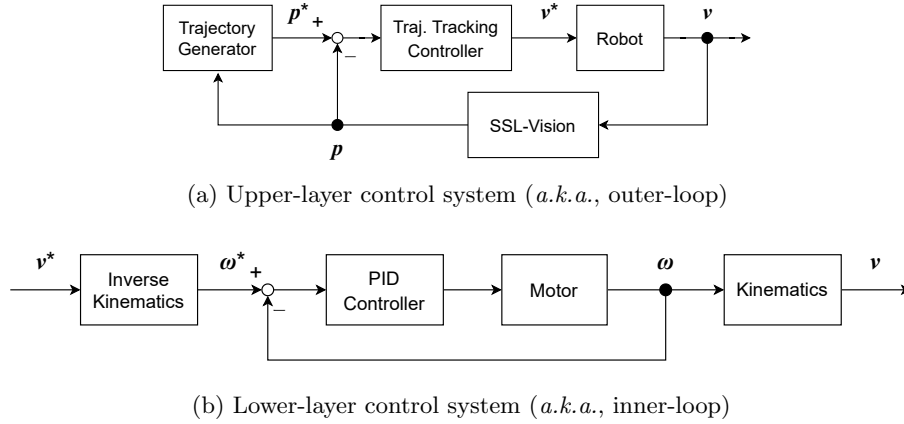 p* + v* v
Trajectory
Generator
Traj. Tracking
Controller
Robot
−
SSL-Vision
p
(a) Upper-layer control system (a.k.a., outer-loop)
v* ω* + ω v
Inverse
Kinematics
PID
Controller
Motor
Kinematics
−
(b) Lower-layer control system (a.k.a., inner-loop)